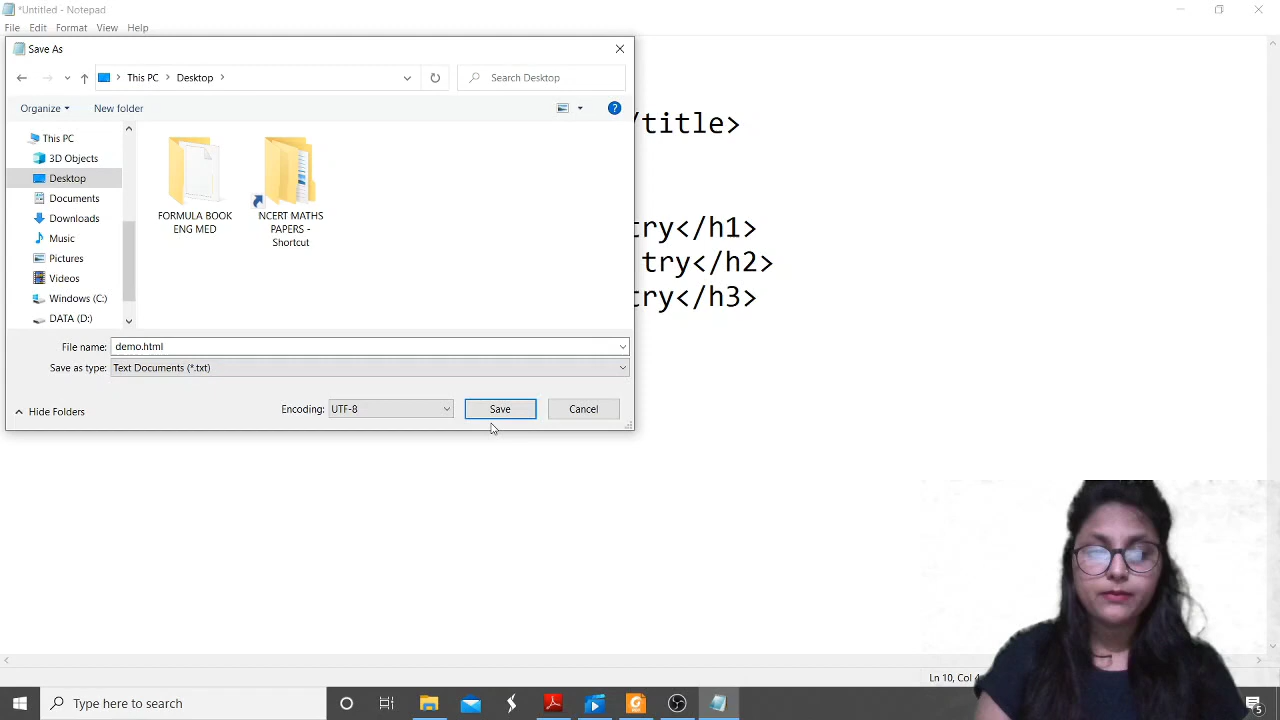 *Untitled - Notepad
File Edit Format View Help
Save As
This PC Desktop
Search Desktop
Organize New folder
/title>
This PC
3D Objects
Desktop
Documents
Downloads
Music
Pictures
Videos
Windows (C:)
DATA (D:)
FORMULA BOOK
ENG MED
NCERT MATHS
PAPERS -
Shortcut
try</h1>
try</h2>
try</h3>
File name: demo.html
Save as type: Text Documents (*.txt)
Hide Folders
Encoding: UTF-8
Save
Cancel
Ln 10, Col
Type here to search
5